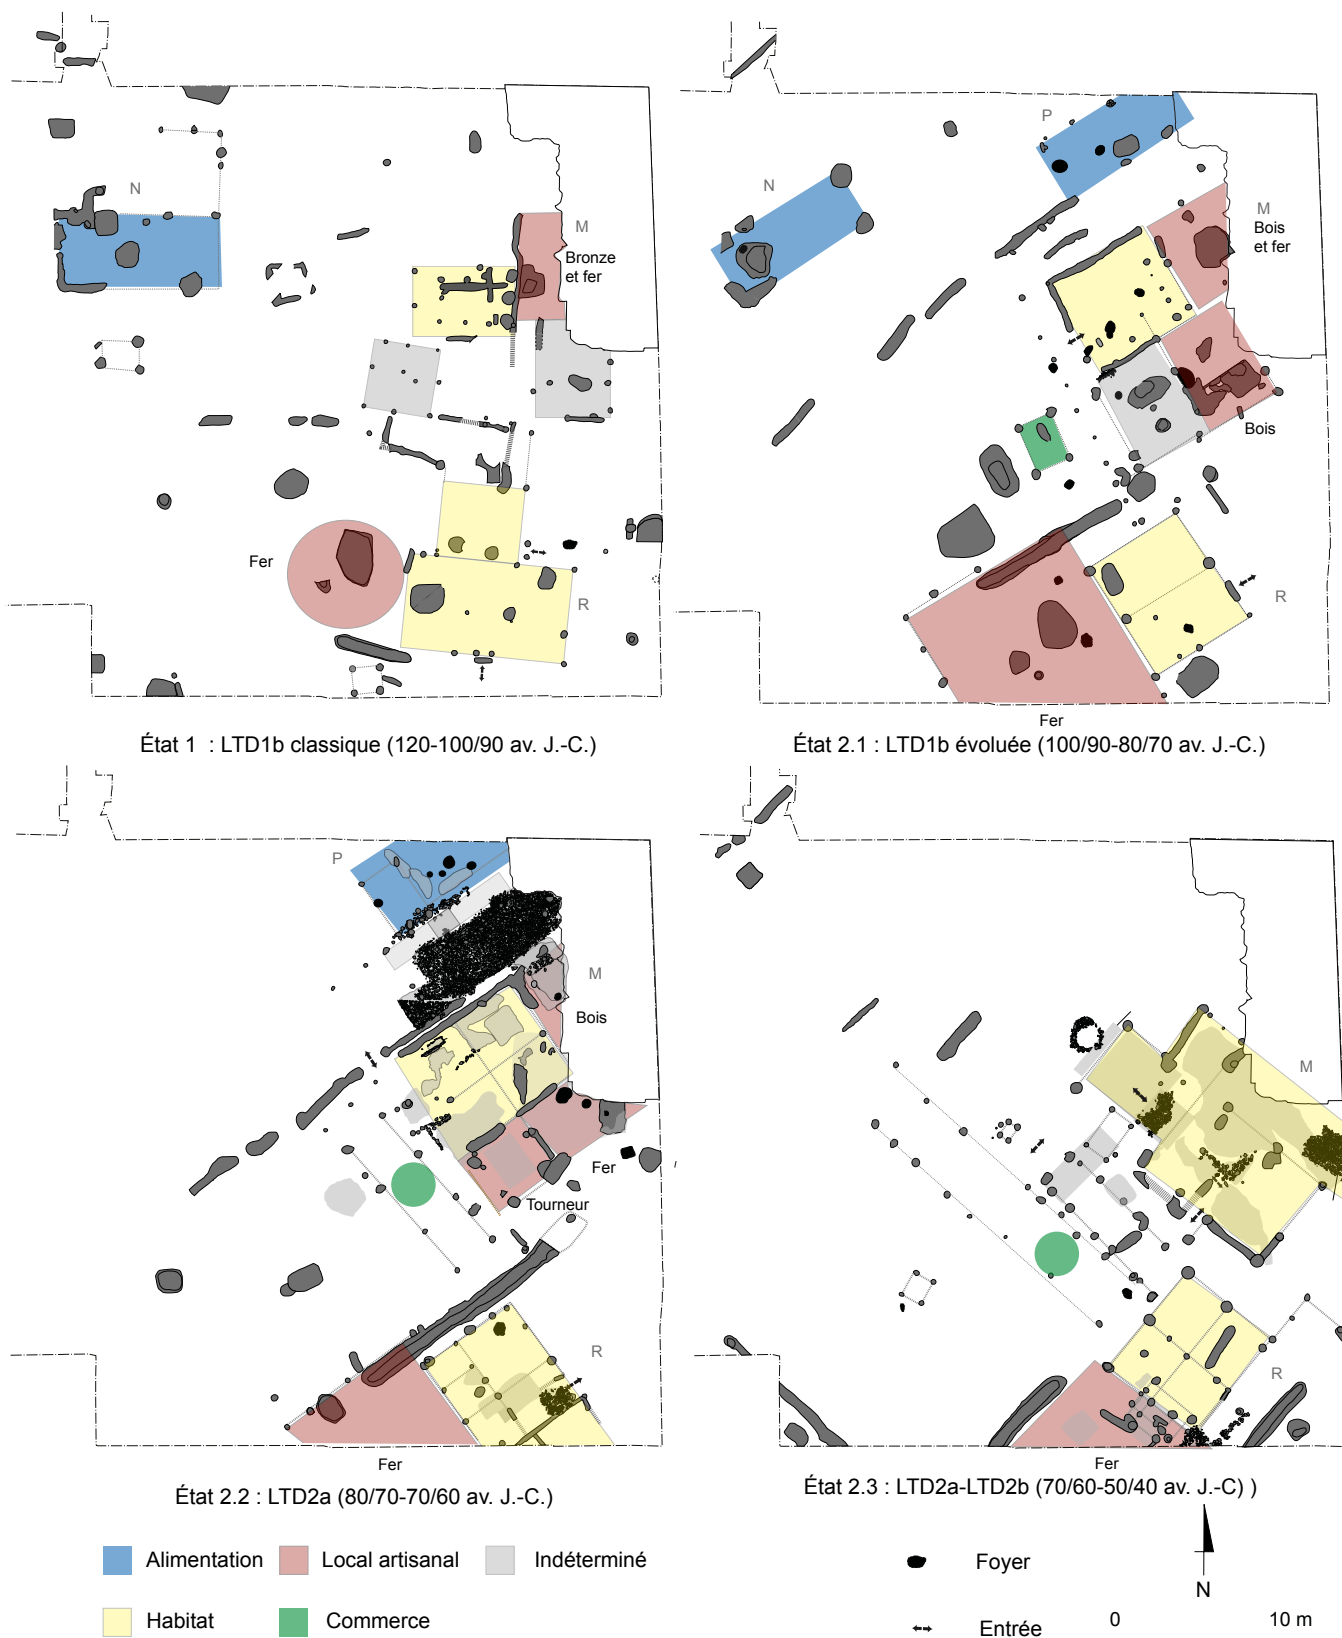 N
M
Bronze
et fer
Fer
R
État 1 : LTD1b classique (120-100/90 av. J.-C.)
P
N
M
Bois
et fer
Bois
R
Fer
État 2.1 : LTD1b évoluée (100/90-80/70 av. J.-C.)
P
M
Bois
Fer
Tourneur
R
Fer
État 2.2 : LTD2a (80/70-70/60 av. J.-C.)
M
R
Fer
État 2.3 : LTD2a-LTD2b (70/60-50/40 av. J.-C) )
Alimentation
Local artisanal
Indéterminé
Habitat
Commerce
Foyer
Entrée
N
0 10 m